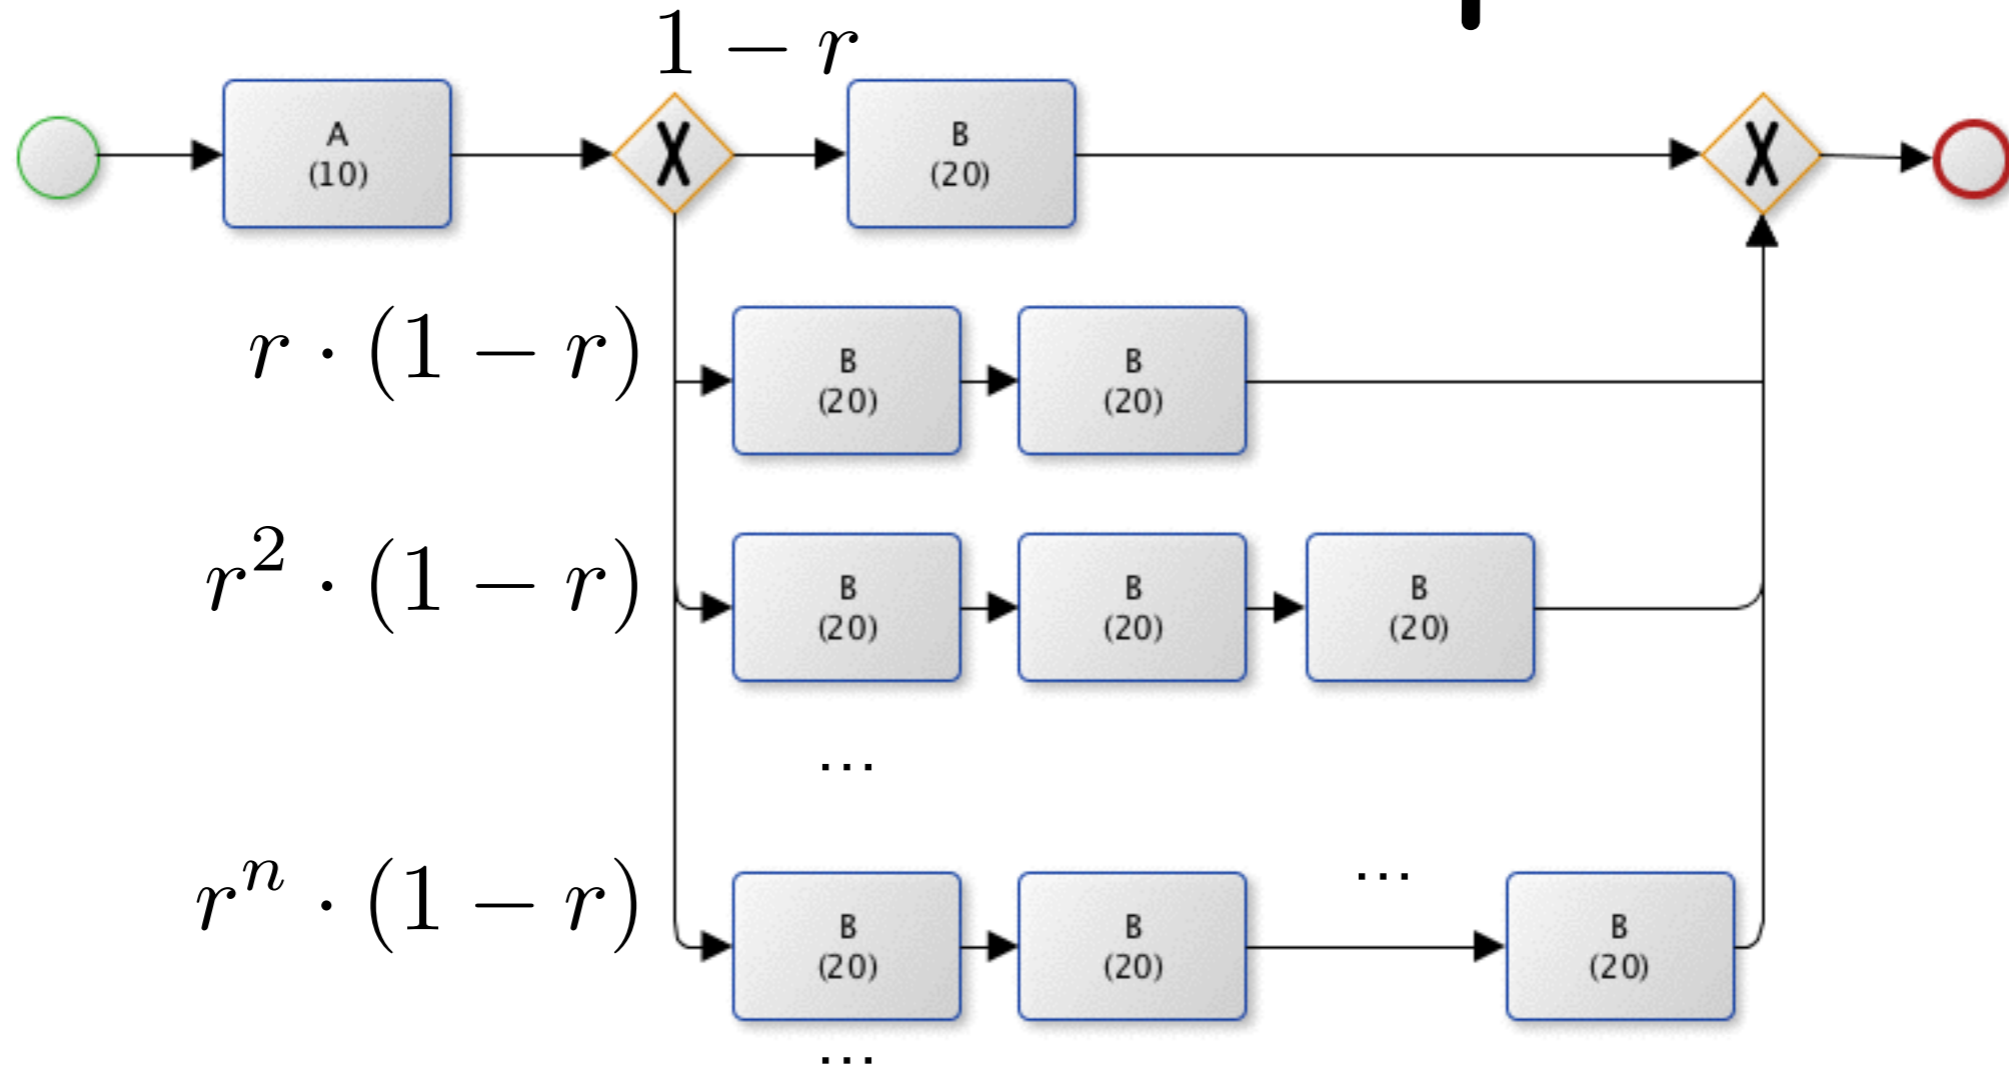 1 − r
A
(10)
X
B
(20)
X
r · (1 − r)
B
(20)
B
(20)
r² · (1 − r)
B
(20)
B
(20)
B
(20)
...
rⁿ · (1 − r)
B
(20)
B
(20)
...
B
(20)
...